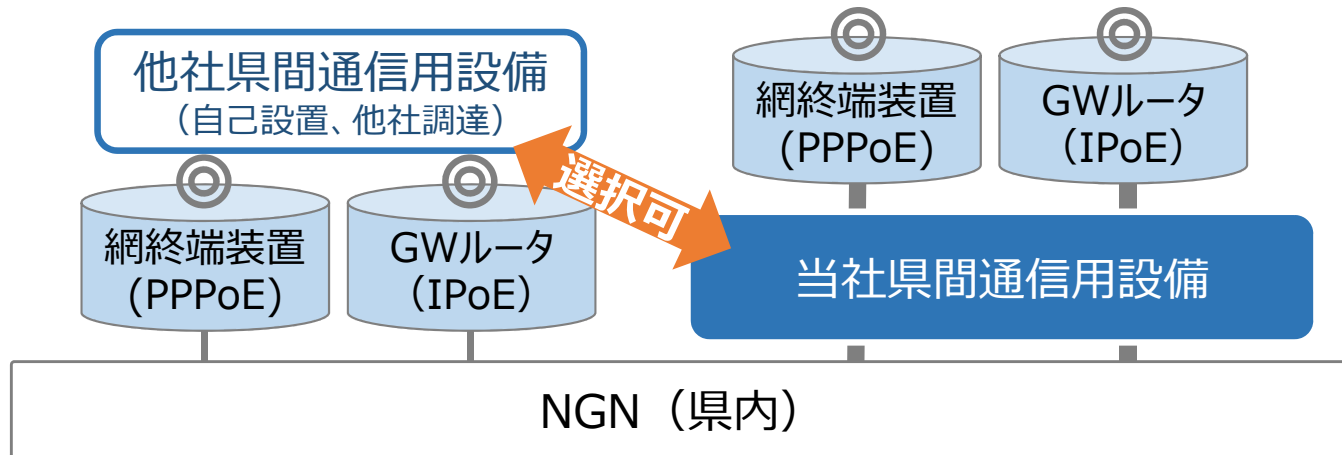 他社県間通信用設備
（自己設置、他社調達）
網終端装置
(PPPoE)
GWルータ
（IPoE）
選択可
網終端装置
(PPPoE)
GWルータ
（IPoE）
当社県間通信用設備
NGN（県内）